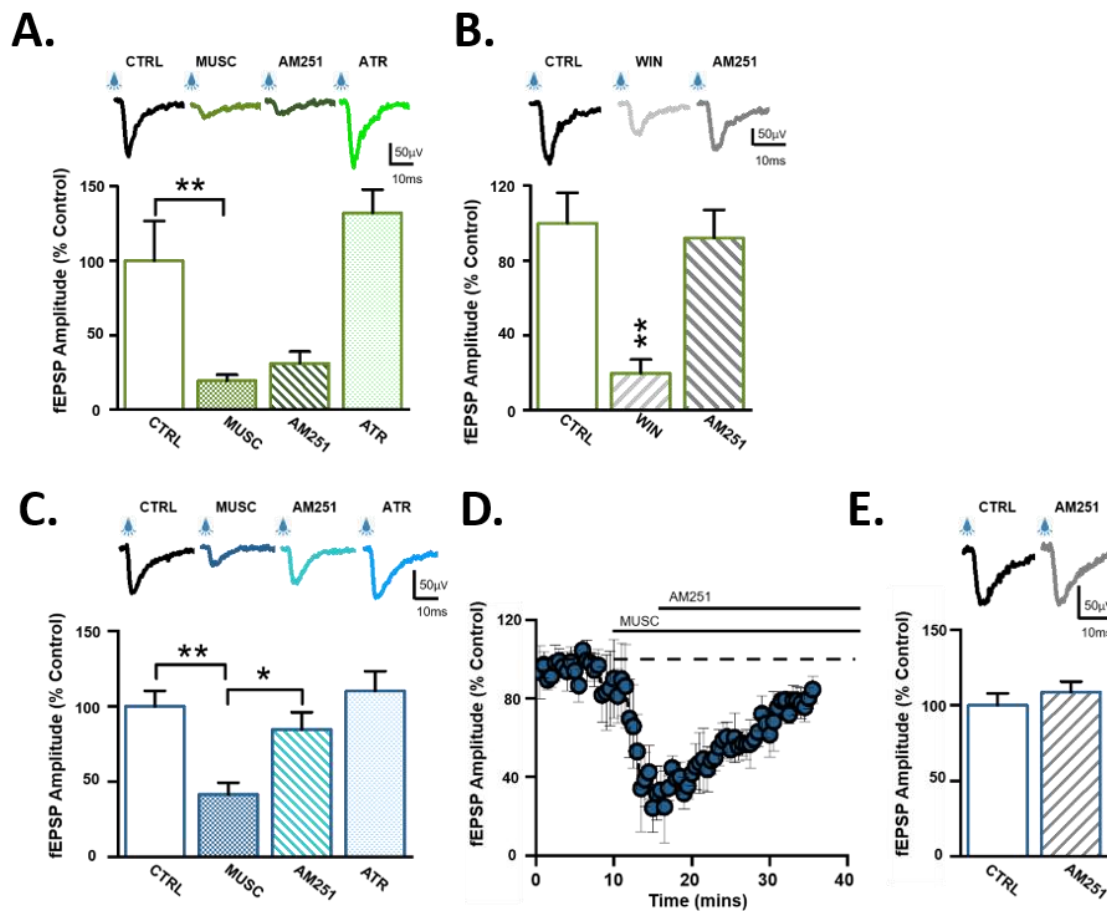 A.
CTRL MUSC AM251 ATR
50µV
10ms
fEPSP Amplitude (% Control)
150
100
50
0
**
CTRL MUSC AM251 ATR
B.
CTRL WIN AM251
50µV
10ms
fEPSP Amplitude (% Control)
120
80
40
0
**
CTRL WIN AM251
C.
CTRL MUSC AM251 ATR
50µV
10ms
fEPSP Amplitude (% Control)
150
100
50
0
**
*
CTRL MUSC AM251 ATR
D.
AM251
MUSC
fEPSP Amplitude (% Control)
120
80
40
0
0 10 20 30 40
Time (mins)
E.
CTRL AM251
50µV
10ms
fEPSP Amplitude (% Control)
150
100
50
0
CTRL AM251